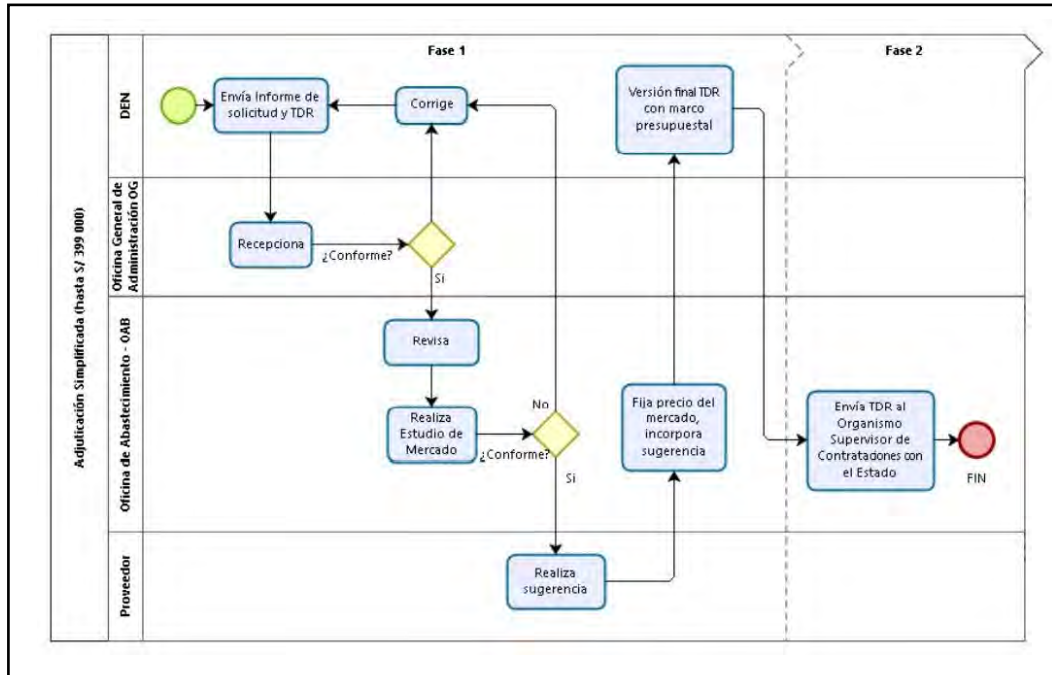 Adjulicación Simplificada (hasta S/ 399 000)
Fase 1
Fase 2
DEN
Envía Informe de
solicitud y TDR
Corrige
Versión final TDR
con marco
presupuestal
Oficina General de
Administración OG
Recepciona
¿Conforme?
Si
Oficina de Abastecimiento - OAB
Revisa
Realiza
Estudio de
Mercado
¿Conforme?
No
Si
Fija precio del
mercado,
incorpora
sugerencia
Envía TDR al
Organismo
Supervisor de
Contrataciones con
el Estado
FIN
Proveedor
Realiza
sugerencia